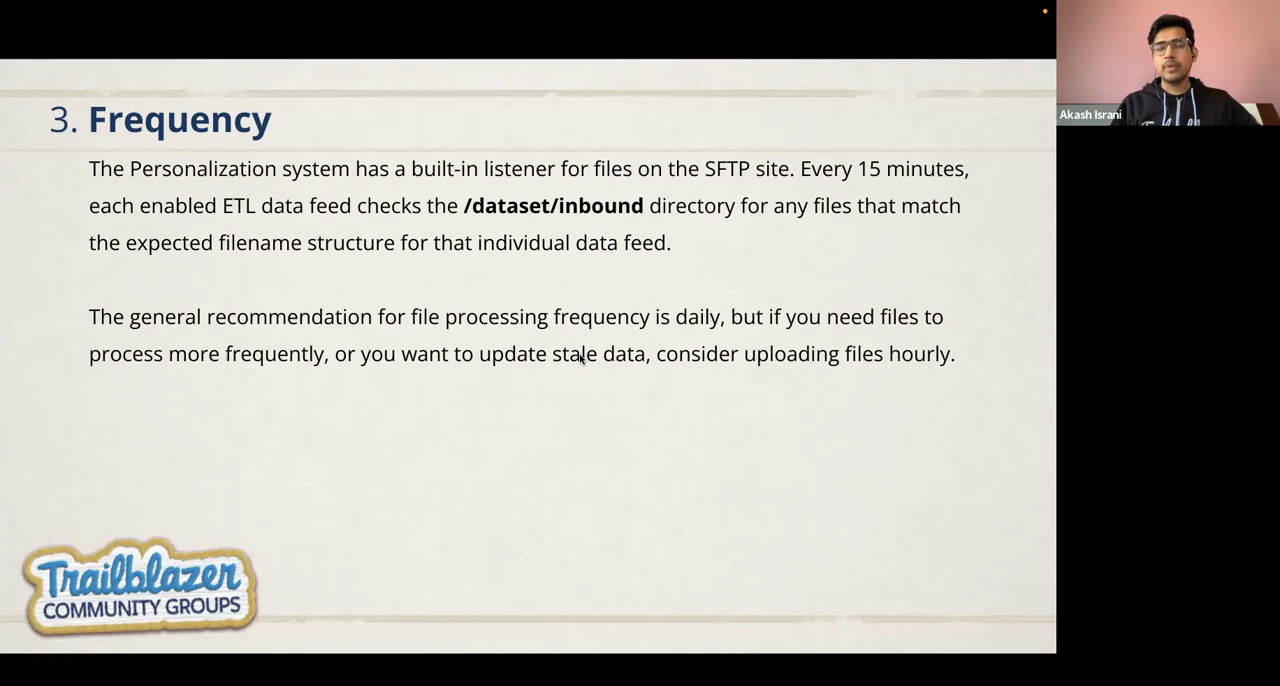 3. Frequency
The Personalization system has a built-in listener for files on the SFTP site. Every 15 minutes,
each enabled ETL data feed checks the /dataset/inbound directory for any files that match
the expected filename structure for that individual data feed.
The general recommendation for file processing frequency is daily, but if you need files to
process more frequently, or you want to update stale data, consider uploading files hourly.
Trailblazer
COMMUNITY GROUPS
Akash Israni